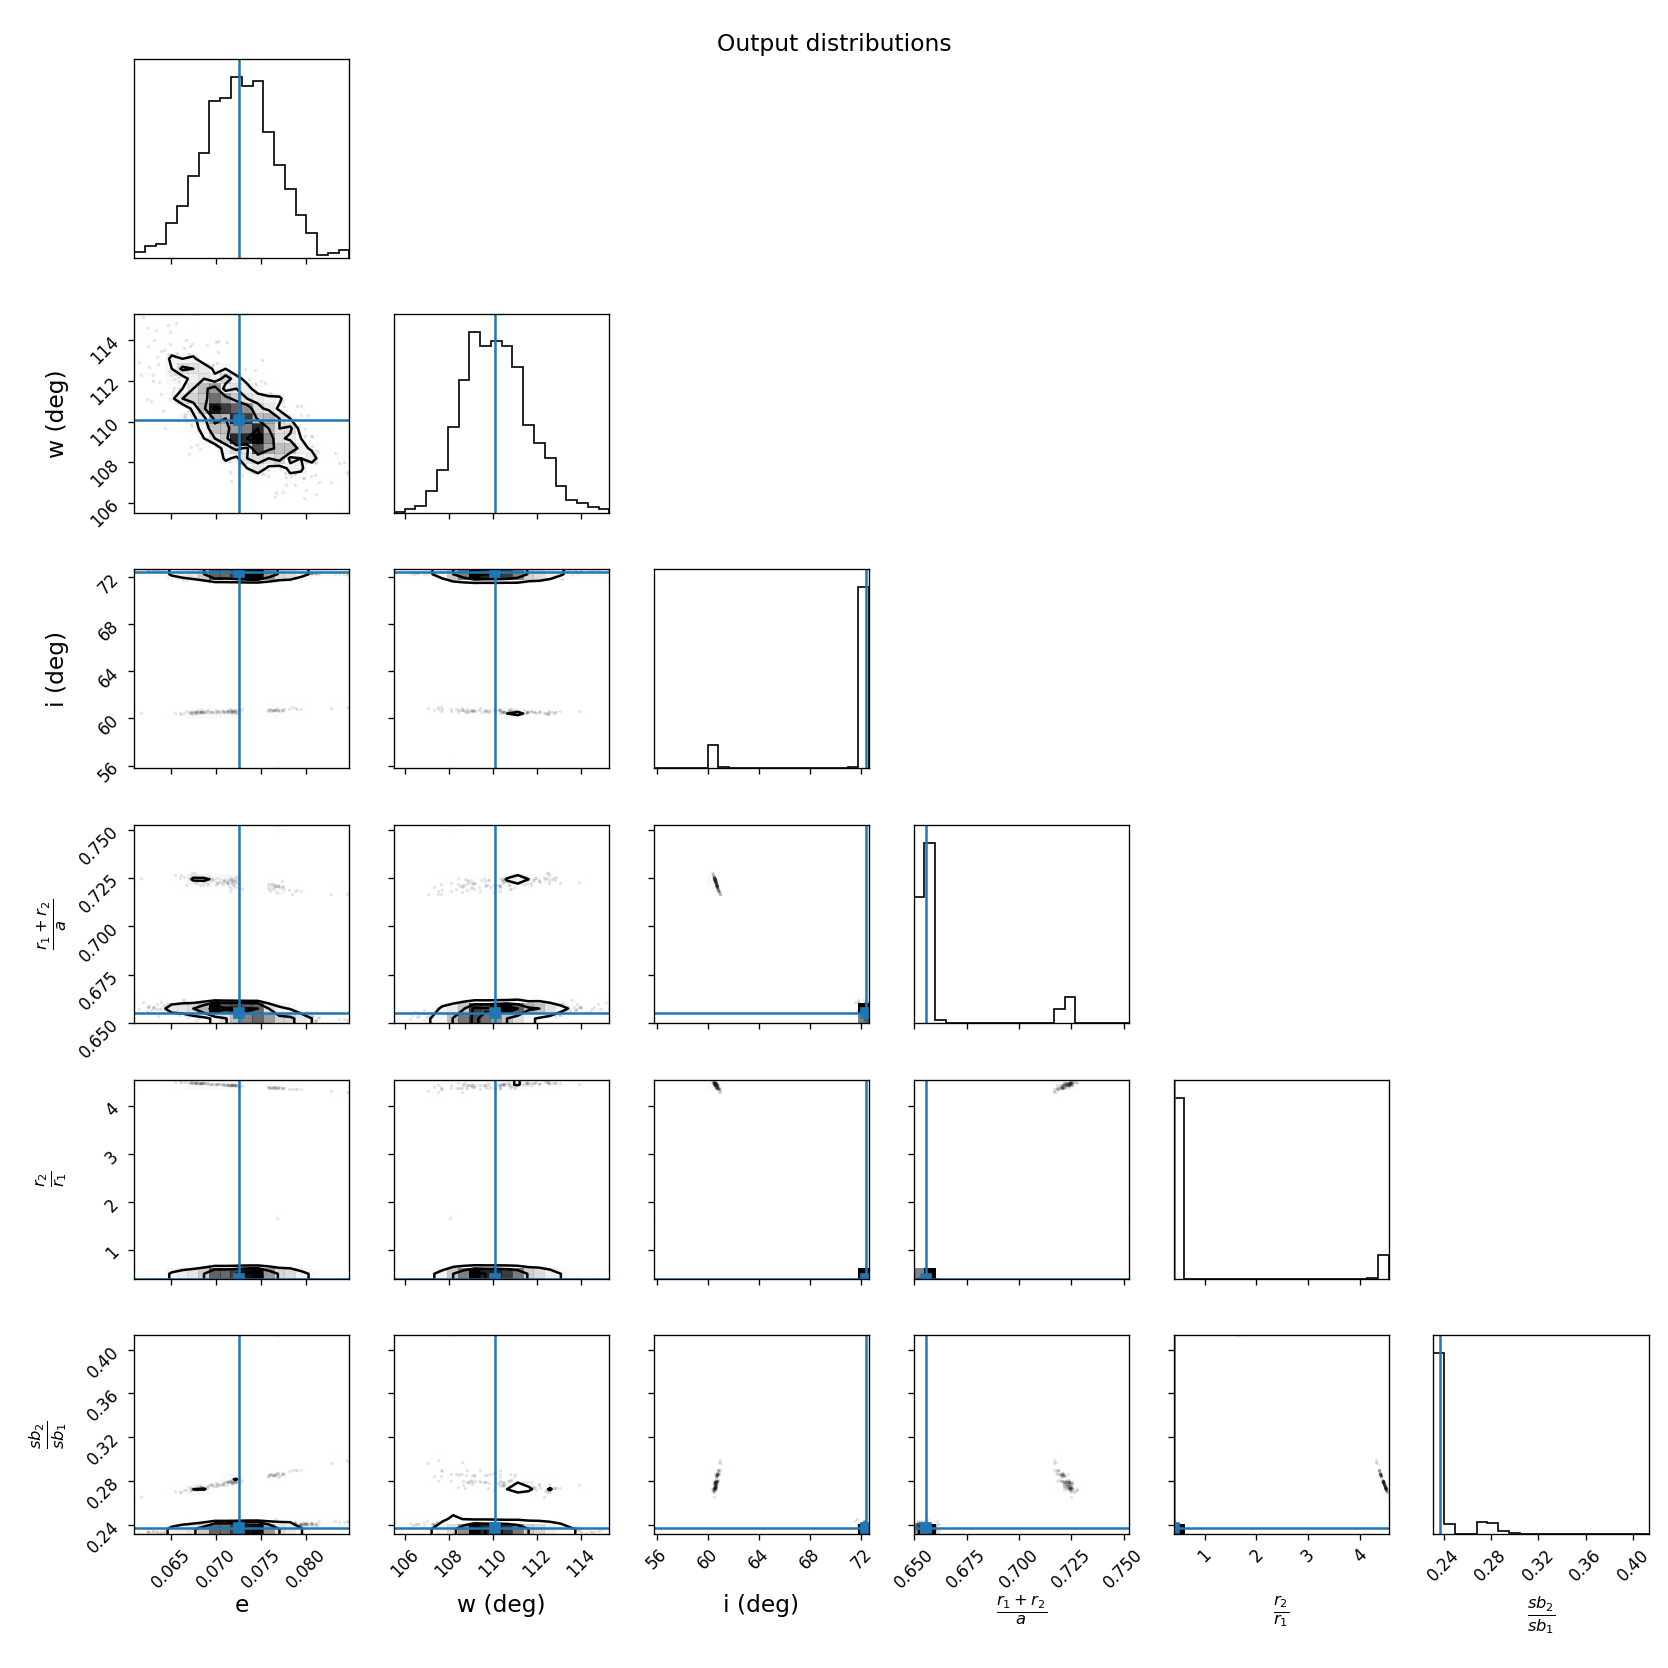 Output distributions
w (deg)
114
112
110
108
106
i (deg)
72
68
64
60
56
r₁ + r₂
a
0.750
0.725
0.700
0.675
0.650
r₂
r₁
4
3
2
1
sb₂
sb₁
0.40
0.36
0.32
0.28
0.24
0.065 0.070 0.075 0.080
106 108 110 112 114
56 60 64 68 72
0.650 0.675 0.700 0.725 0.750
1 2 3 4
0.24 0.28 0.32 0.36 0.40
e
w (deg)
i (deg)
r₁ + r₂
a
r₂
r₁
sb₂
sb₁